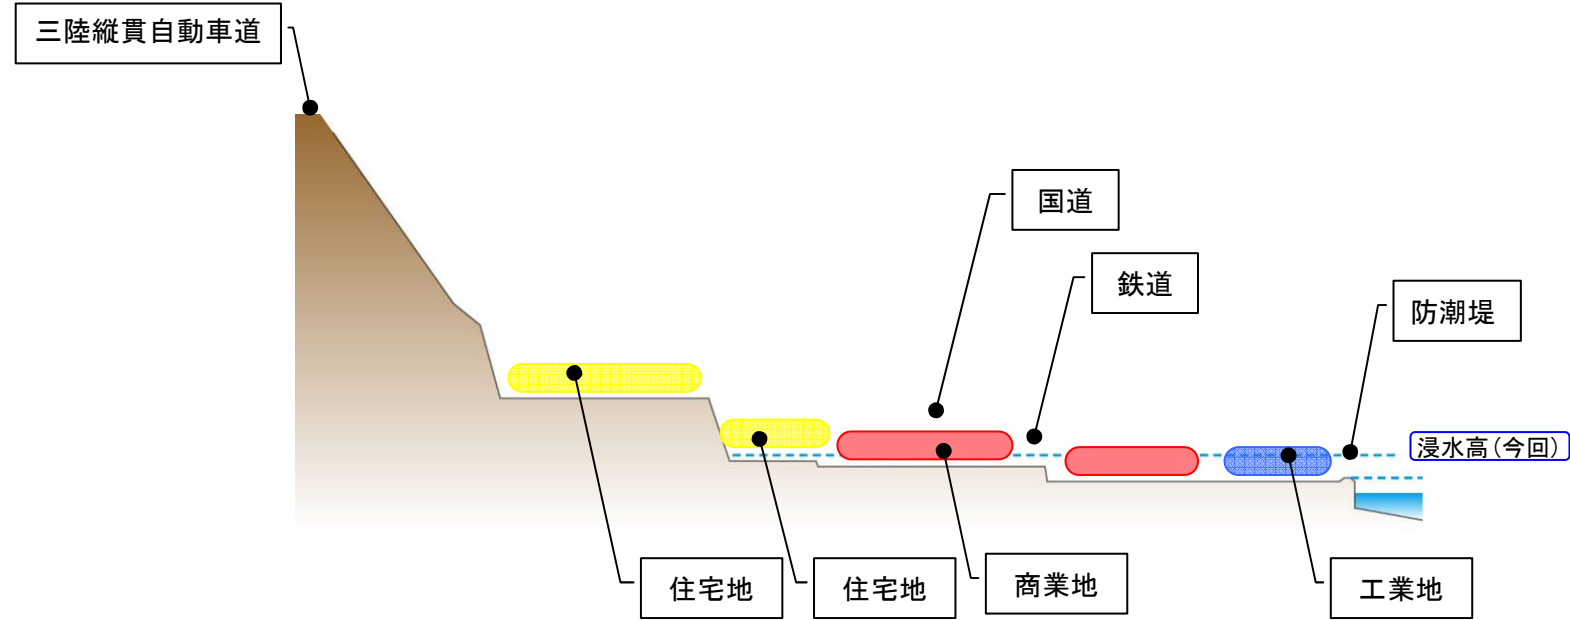 三陸縦貫自動車道
国道
鉄道
防潮堤
浸水高(今回)
住宅地
住宅地
商業地
工業地